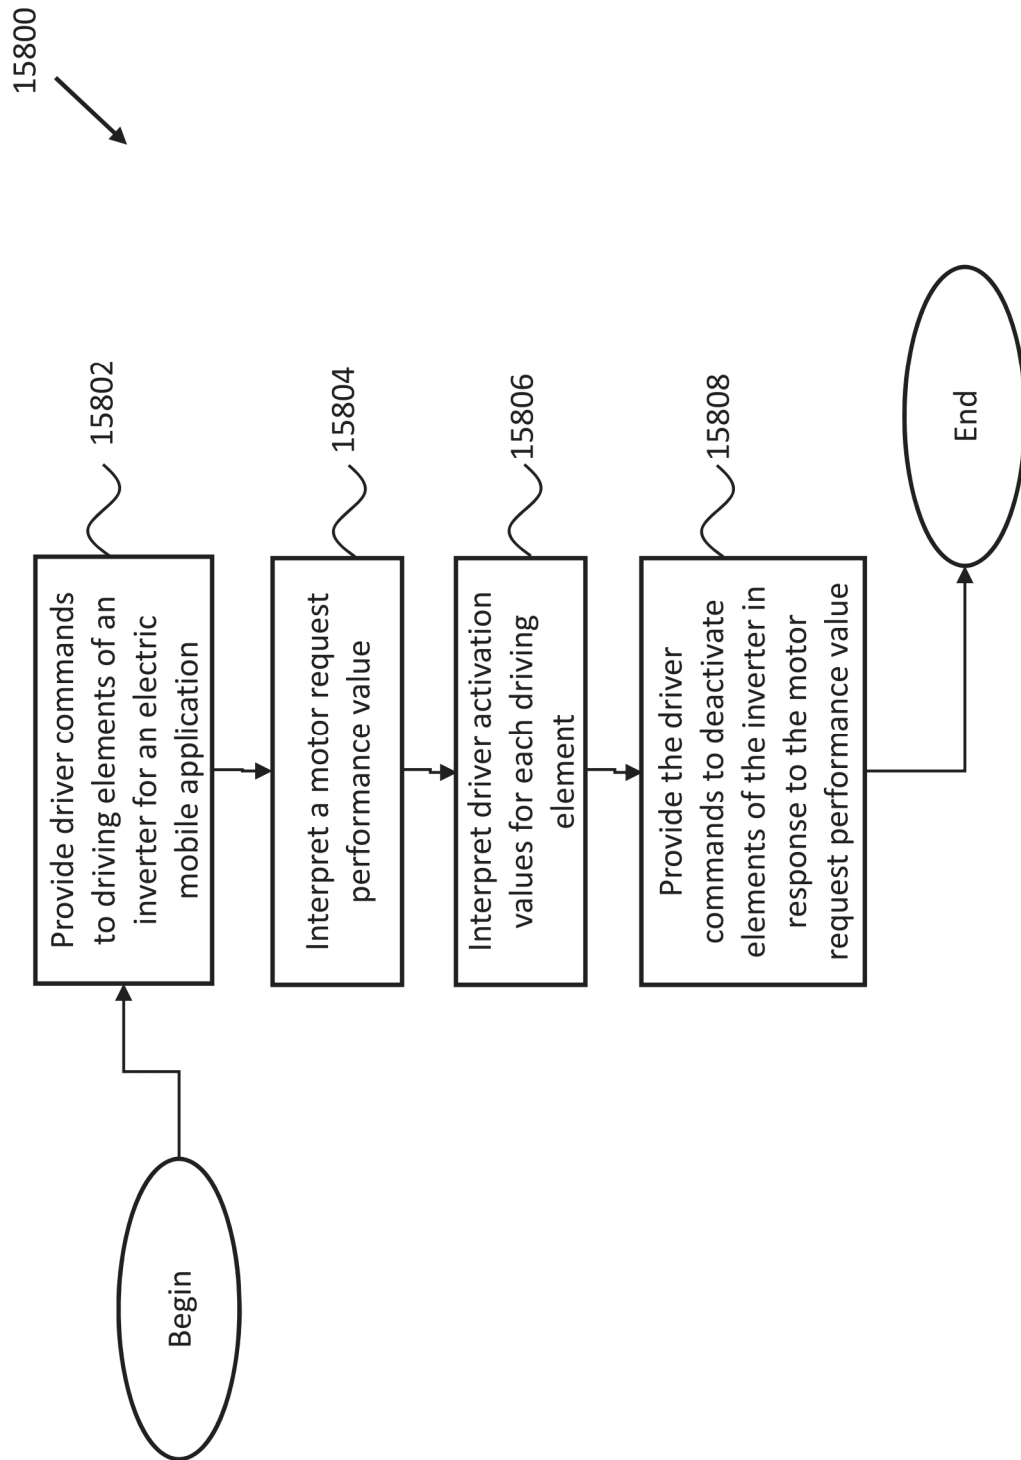 15800
Begin
Provide driver commands
to driving elements of an
inverter for an electric
mobile application
15802
Interpret a motor request
performance value
15804
Interpret driver activation
values for each driving
element
15806
Provide the driver
commands to deactivate
elements of the inverter in
response to the motor
request performance value
15808
End